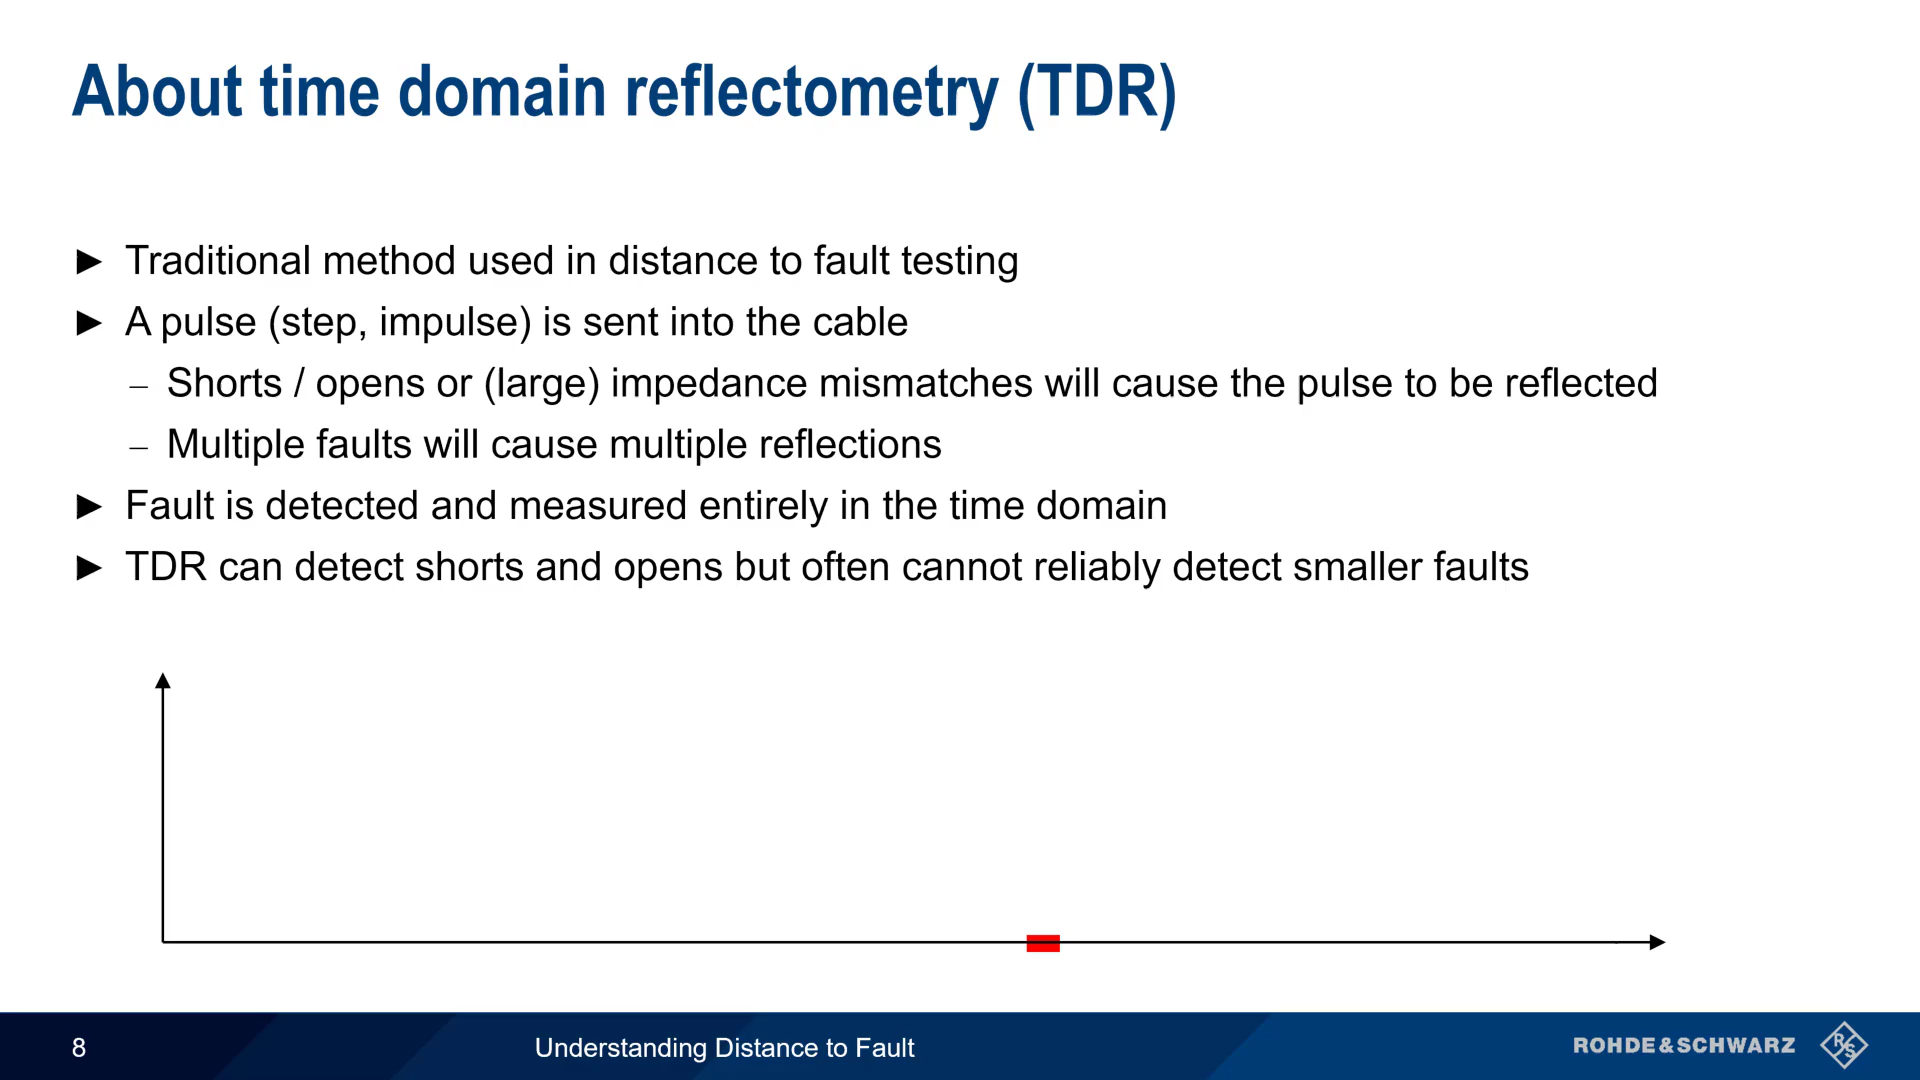 About time domain reflectometry (TDR)
► Traditional method used in distance to fault testing
► A pulse (step, impulse) is sent into the cable
– Shorts / opens or (large) impedance mismatches will cause the pulse to be reflected
– Multiple faults will cause multiple reflections
► Fault is detected and measured entirely in the time domain
► TDR can detect shorts and opens but often cannot reliably detect smaller faults
8
Understanding Distance to Fault
ROHDE&SCHWARZ
R&S